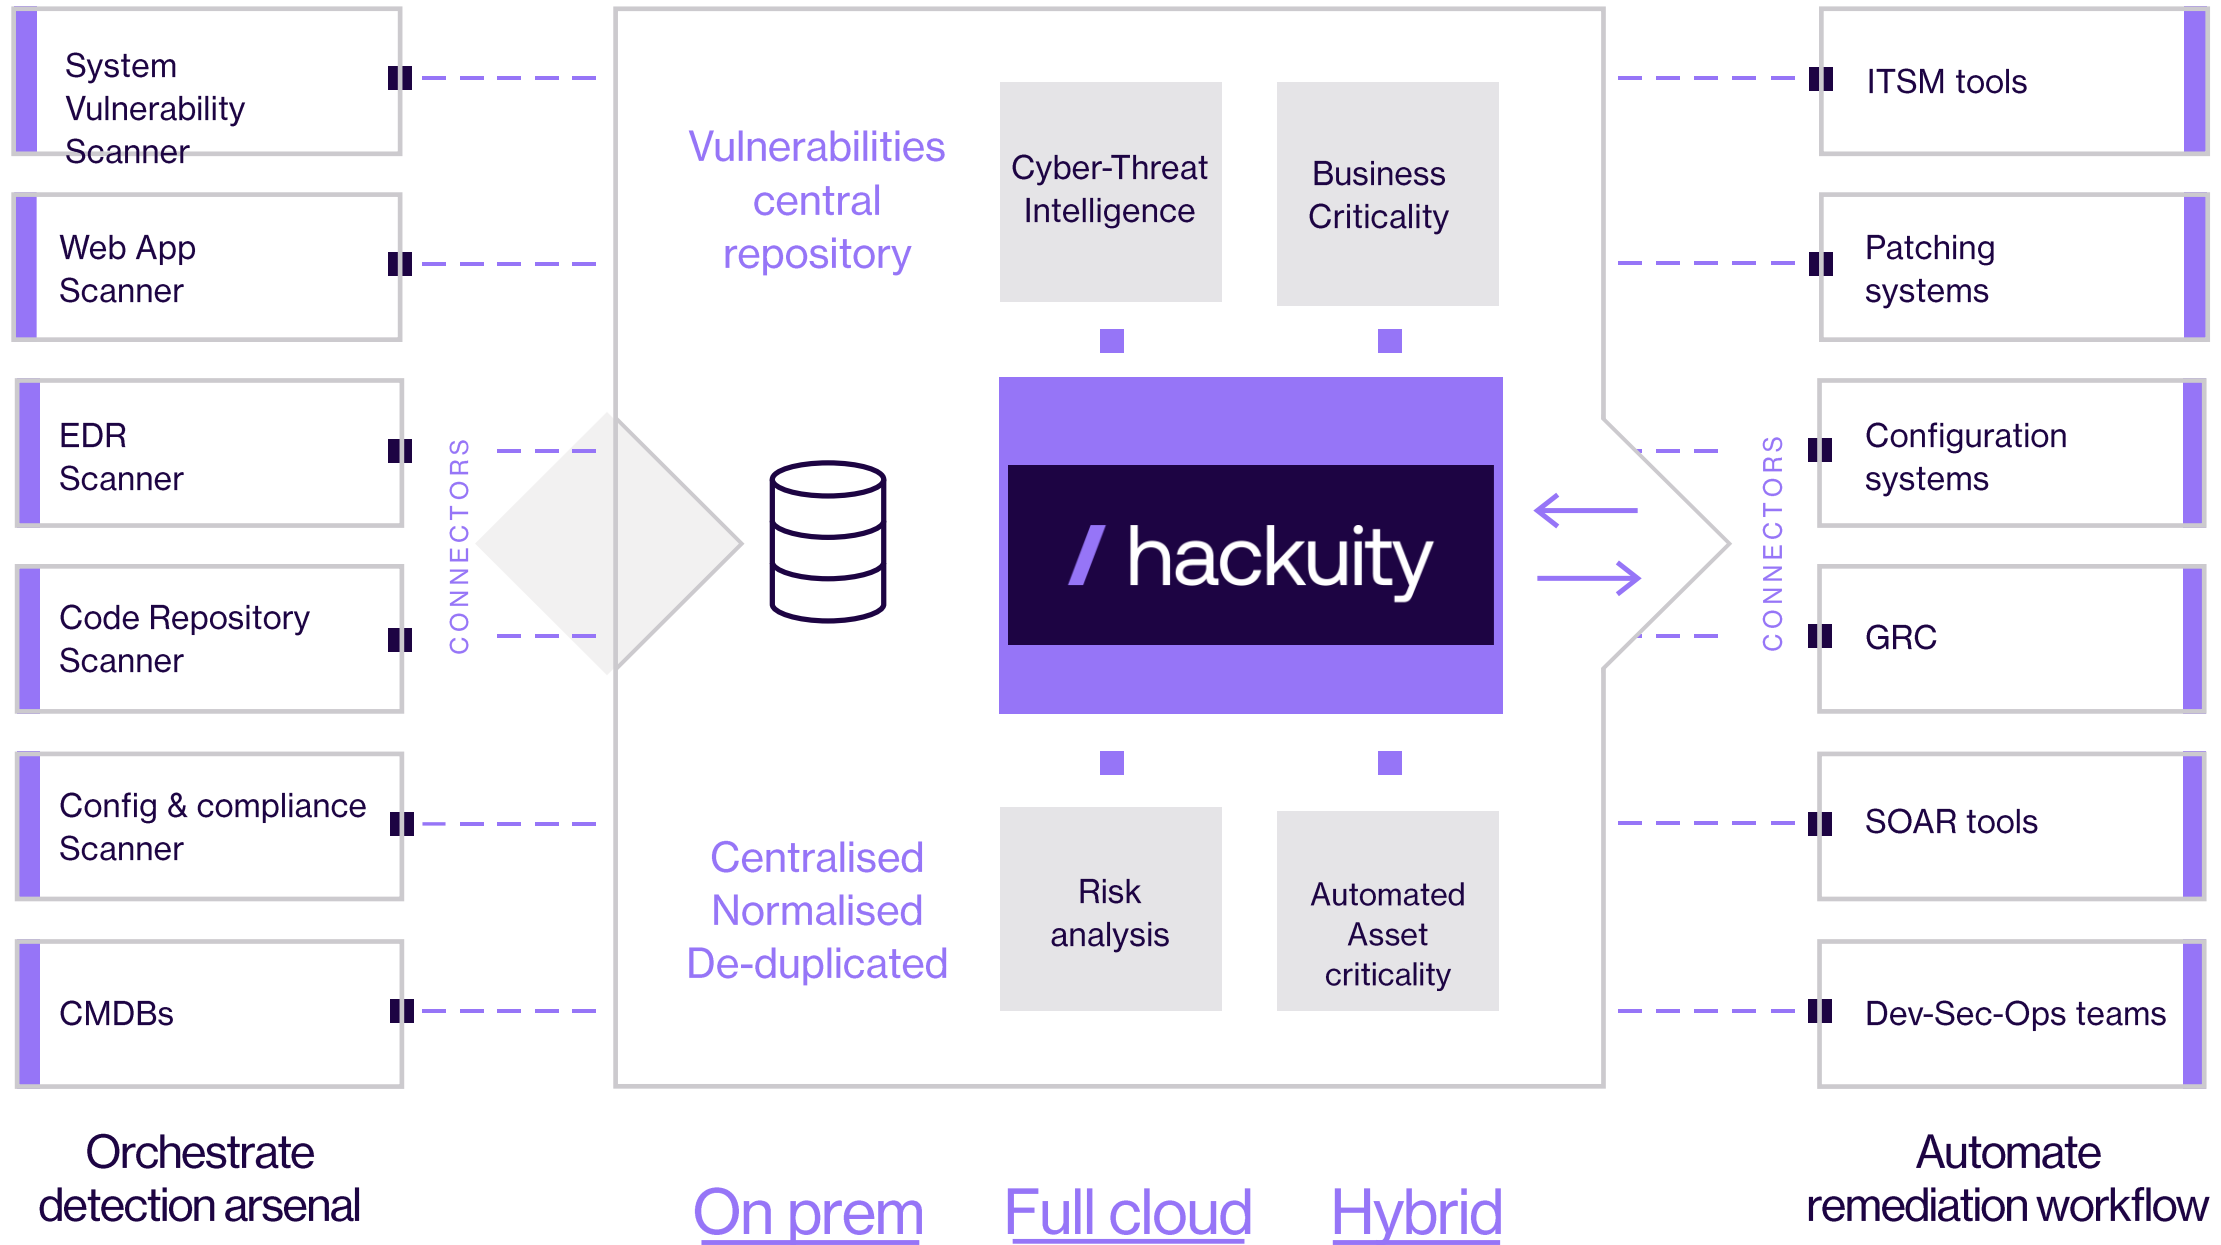 System
Vulnerability
Scanner
Web App
Scanner
EDR
Scanner
Code Repository
Scanner
Config & compliance
Scanner
CMDBs
Orchestrate
detection arsenal
CONNECTORS
Vulnerabilities
central
repository
Centralised
Normalised
De-duplicated
Cyber-Threat
Intelligence
Business
Criticality
hackuity
Risk
analysis
Automated
Asset
criticality
On prem
Full cloud
Hybrid
CONNECTORS
ITSM tools
Patching
systems
Configuration
systems
GRC
SOAR tools
Dev-Sec-Ops teams
Automate
remediation workflow